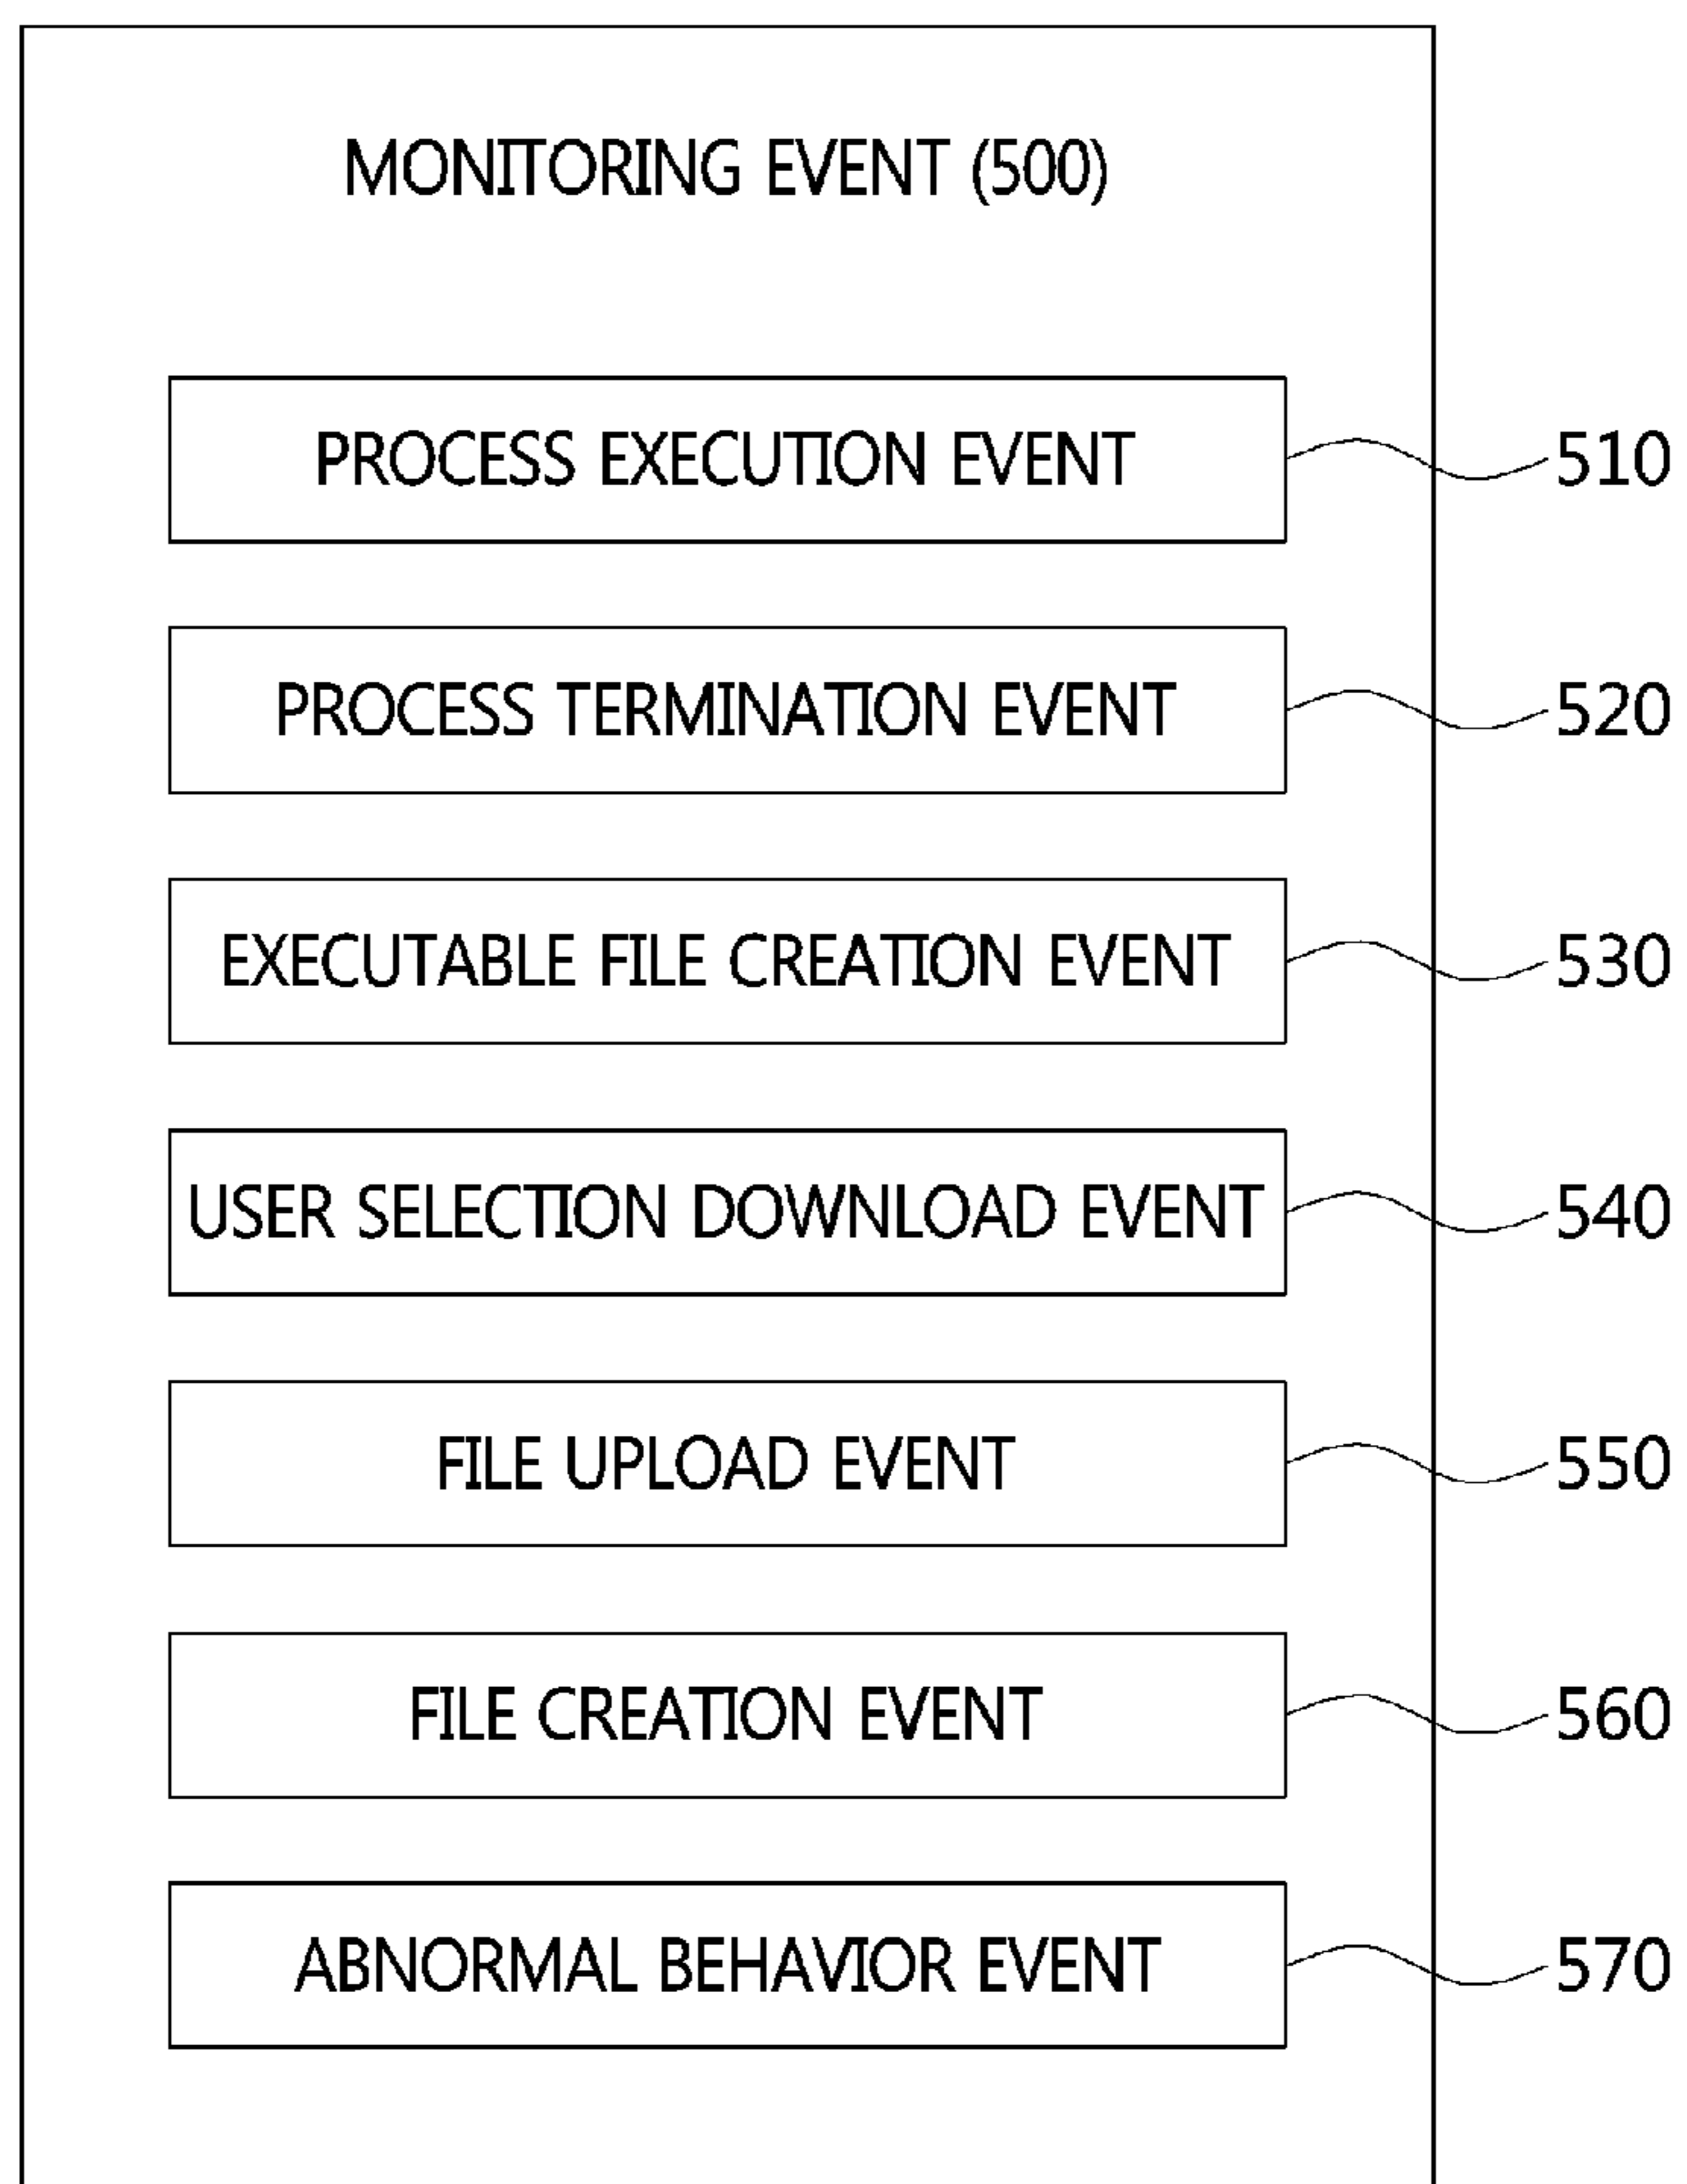 MONITORING EVENT (500)
PROCESS EXECUTION EVENT 510
PROCESS TERMINATION EVENT 520
EXECUTABLE FILE CREATION EVENT 530
USER SELECTION DOWNLOAD EVENT 540
FILE UPLOAD EVENT 550
FILE CREATION EVENT 560
ABNORMAL BEHAVIOR EVENT 570